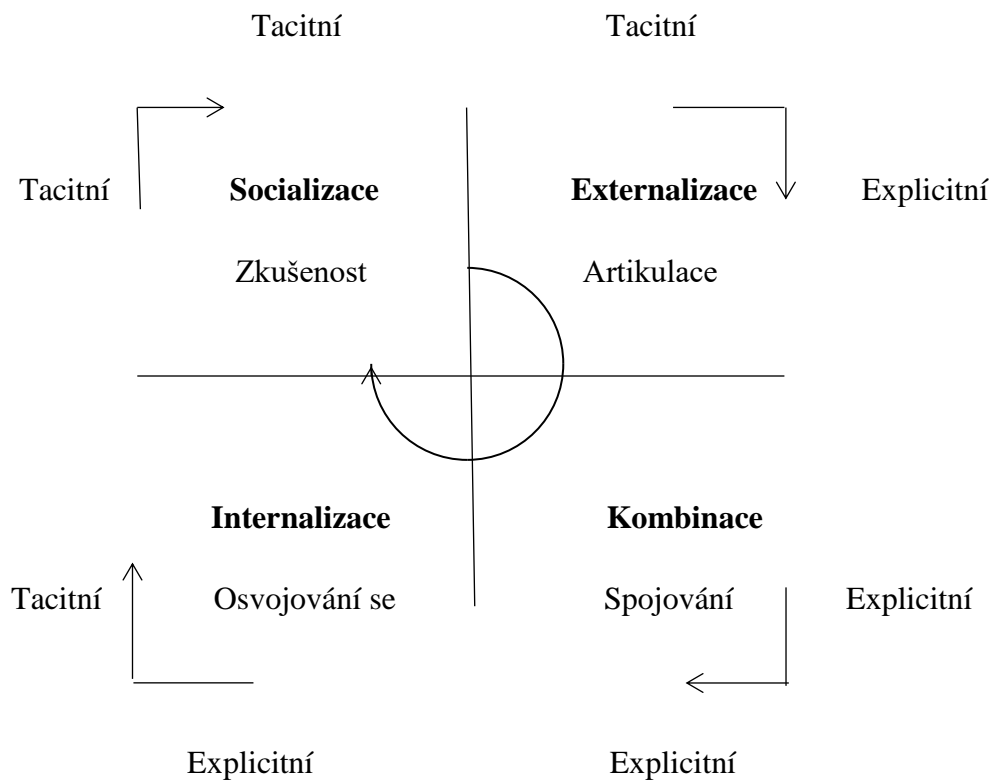 Tacitní Tacitní
Tacitní Socializace Externalizace Explicitní
Zkušenost Artikulace
Internalizace Kombinace
Tacitní Osvojování se Spojování Explicitní
Explicitní Explicitní